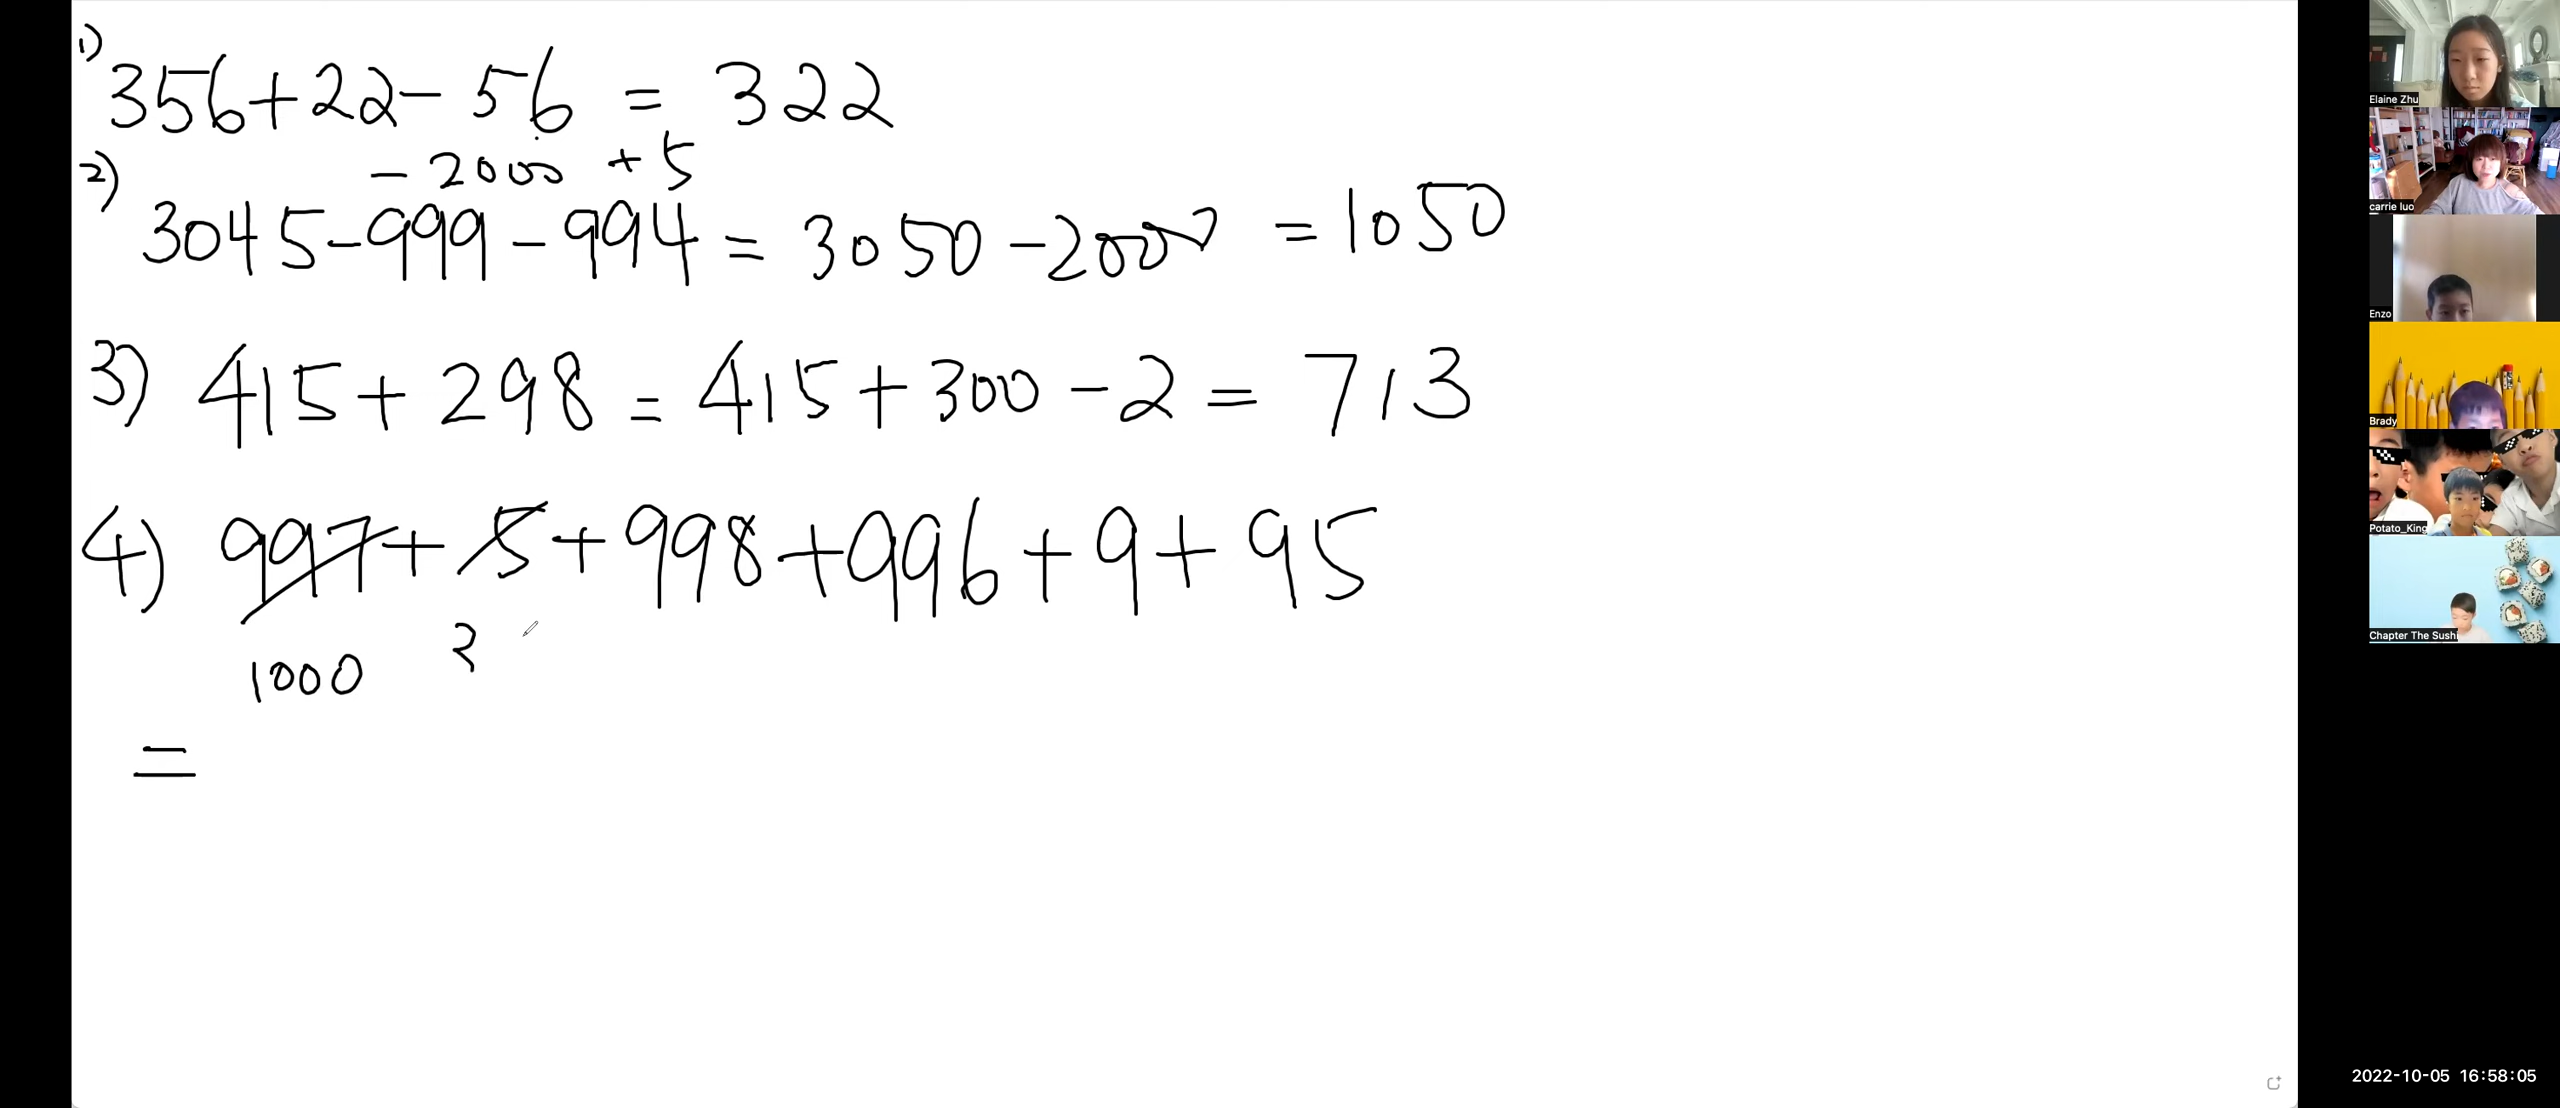 1)
356+22-56 = 322
-2000 +5
2)
3045-999-994 = 3050-2000 =1050
3) 415+298 = 415+300-2 = 713
4) 997+5+998+996+9+95
1000 2
=
Elaine Zhu
carrie luo
Enzo
Brady
Potato_King
Chapter The Sushi
2022-10-05 16:58:05